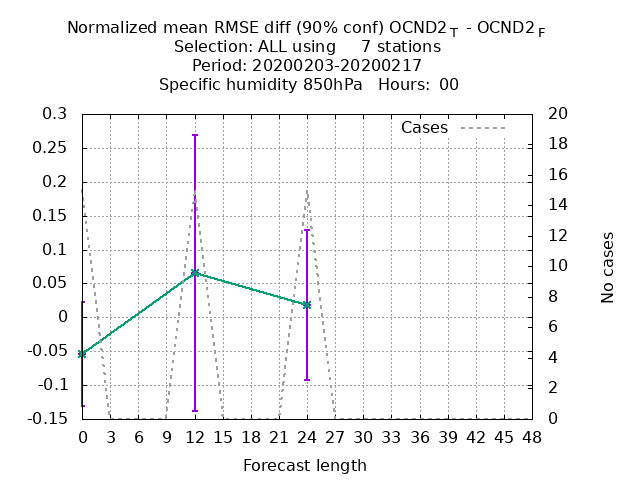 Normalized mean RMSE diff (90% conf) OCND2 T - OCND2 F
Selection: ALL using 7 stations
Period: 20200203-20200217
Specific humidity 850hPa Hours: 00
Cases
0.3
0.25
0.2
0.15
0.1
0.05
0
-0.05
-0.1
-0.15
20
18
16
14
12
10
8
6
4
2
0
No cases
0 3 6 9 12 15 18 21 24 27 30 33 36 39 42 45 48
Forecast length